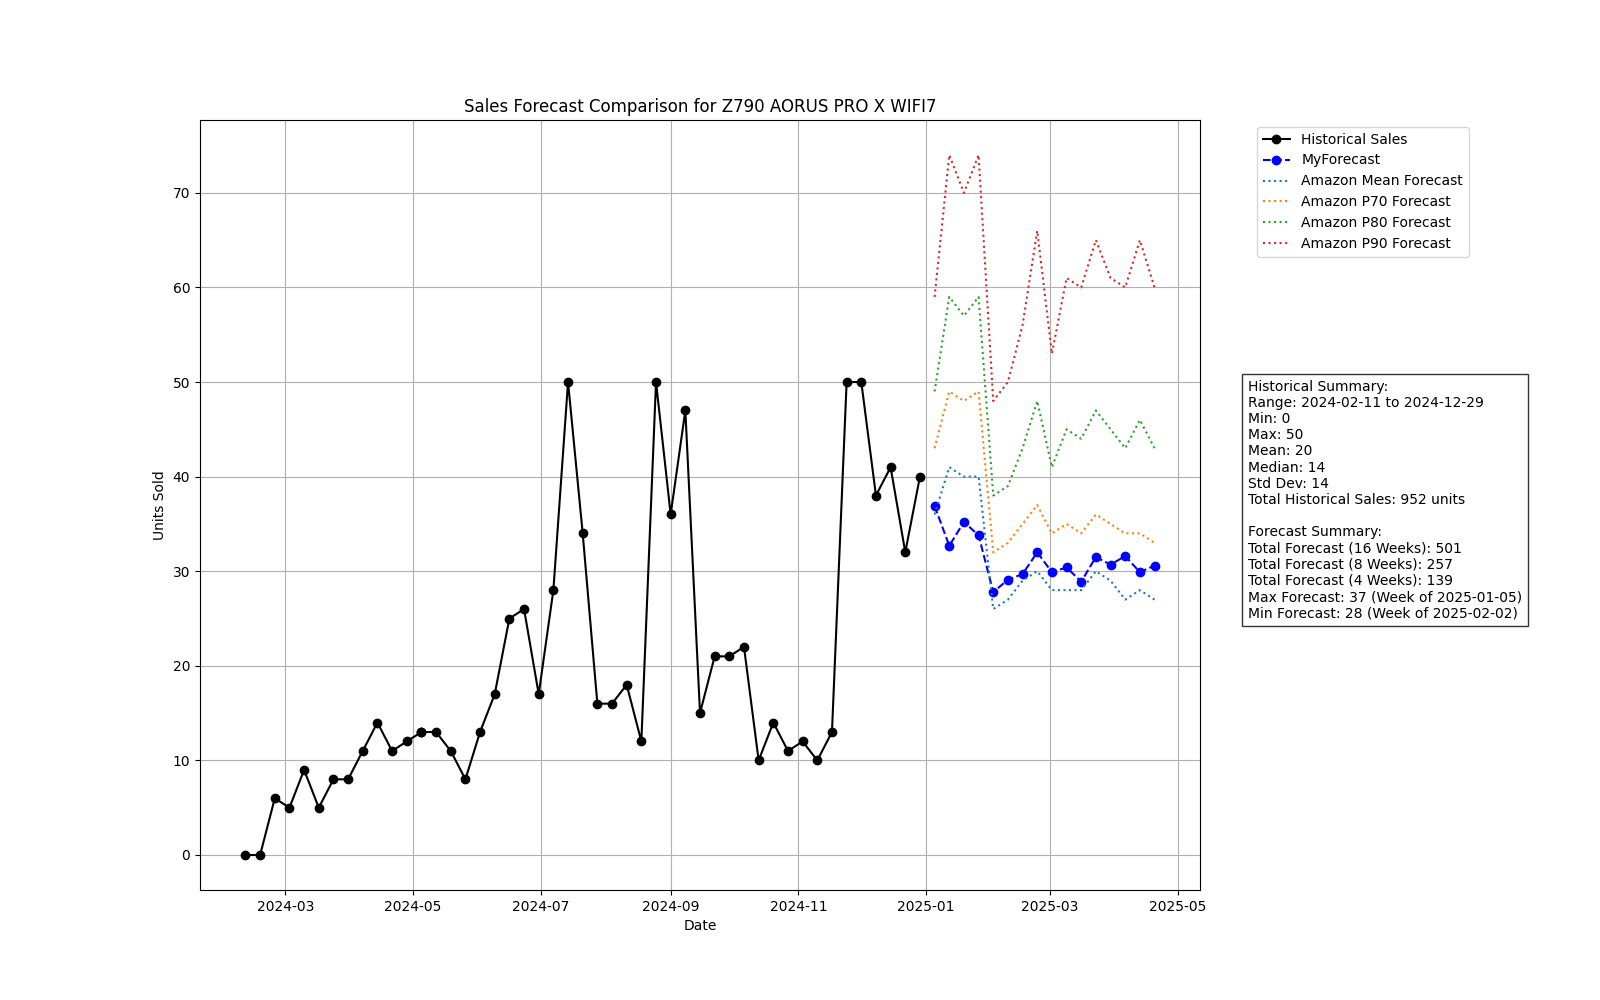 Sales Forecast Comparison for Z790 AORUS PRO X WIFI7
Units Sold
70
60
50
40
30
20
10
0
2024-03
2024-05
2024-07
2024-09
2024-11
2025-01
2025-03
2025-05
Date
Historical Sales
MyForecast
Amazon Mean Forecast
Amazon P70 Forecast
Amazon P80 Forecast
Amazon P90 Forecast
Historical Summary:
Range: 2024-02-11 to 2024-12-29
Min: 0
Max: 50
Mean: 20
Median: 14
Std Dev: 14
Total Historical Sales: 952 units
Forecast Summary:
Total Forecast (16 Weeks): 501
Total Forecast (8 Weeks): 257
Total Forecast (4 Weeks): 139
Max Forecast: 37 (Week of 2025-01-05)
Min Forecast: 28 (Week of 2025-02-02)